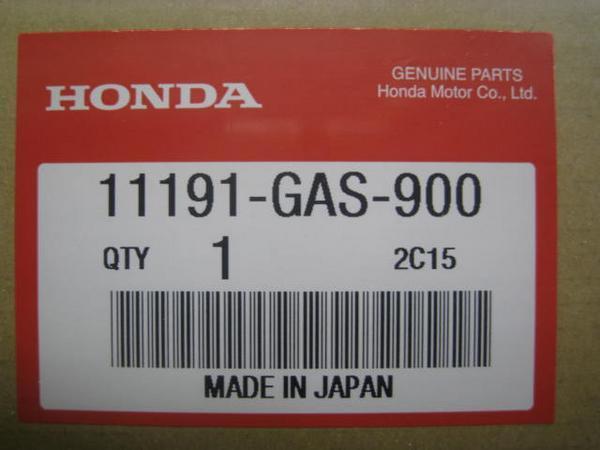 HONDA
GENUINE PARTS
Honda Motor Co., Ltd.
11191-GAS-900
QTY 1 2C15
MADE IN JAPAN